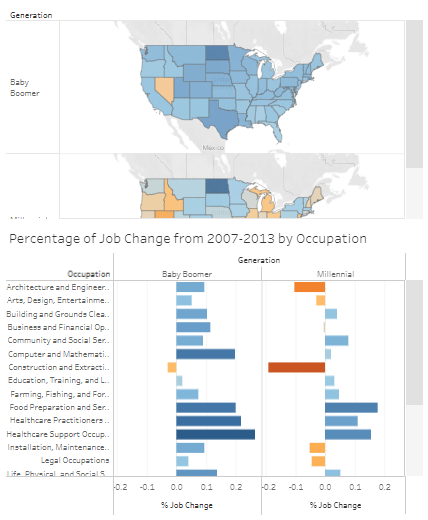 Generation
Baby
Boomer
Mexico
Percentage of Job Change from 2007-2013 by Occupation
Generation
Occupation Baby Boomer Millennial
Architecture and Engineer..
Arts, Design, Entertainme..
Building and Grounds Clea..
Business and Financial Op..
Community and Social Ser..
Computer and Mathemati..
Construction and Extracti..
Education, Training, and L..
Farming, Fishing, and For..
Food Preparation and Ser..
Healthcare Practitioners ..
Healthcare Support Occup..
Installation, Maintenance..
Legal Occupations
Life, Physical, and Social S..
-0.2 -0.1 0.0 0.1 0.2 -0.2 -0.1 0.0 0.1 0.2
% Job Change % Job Change